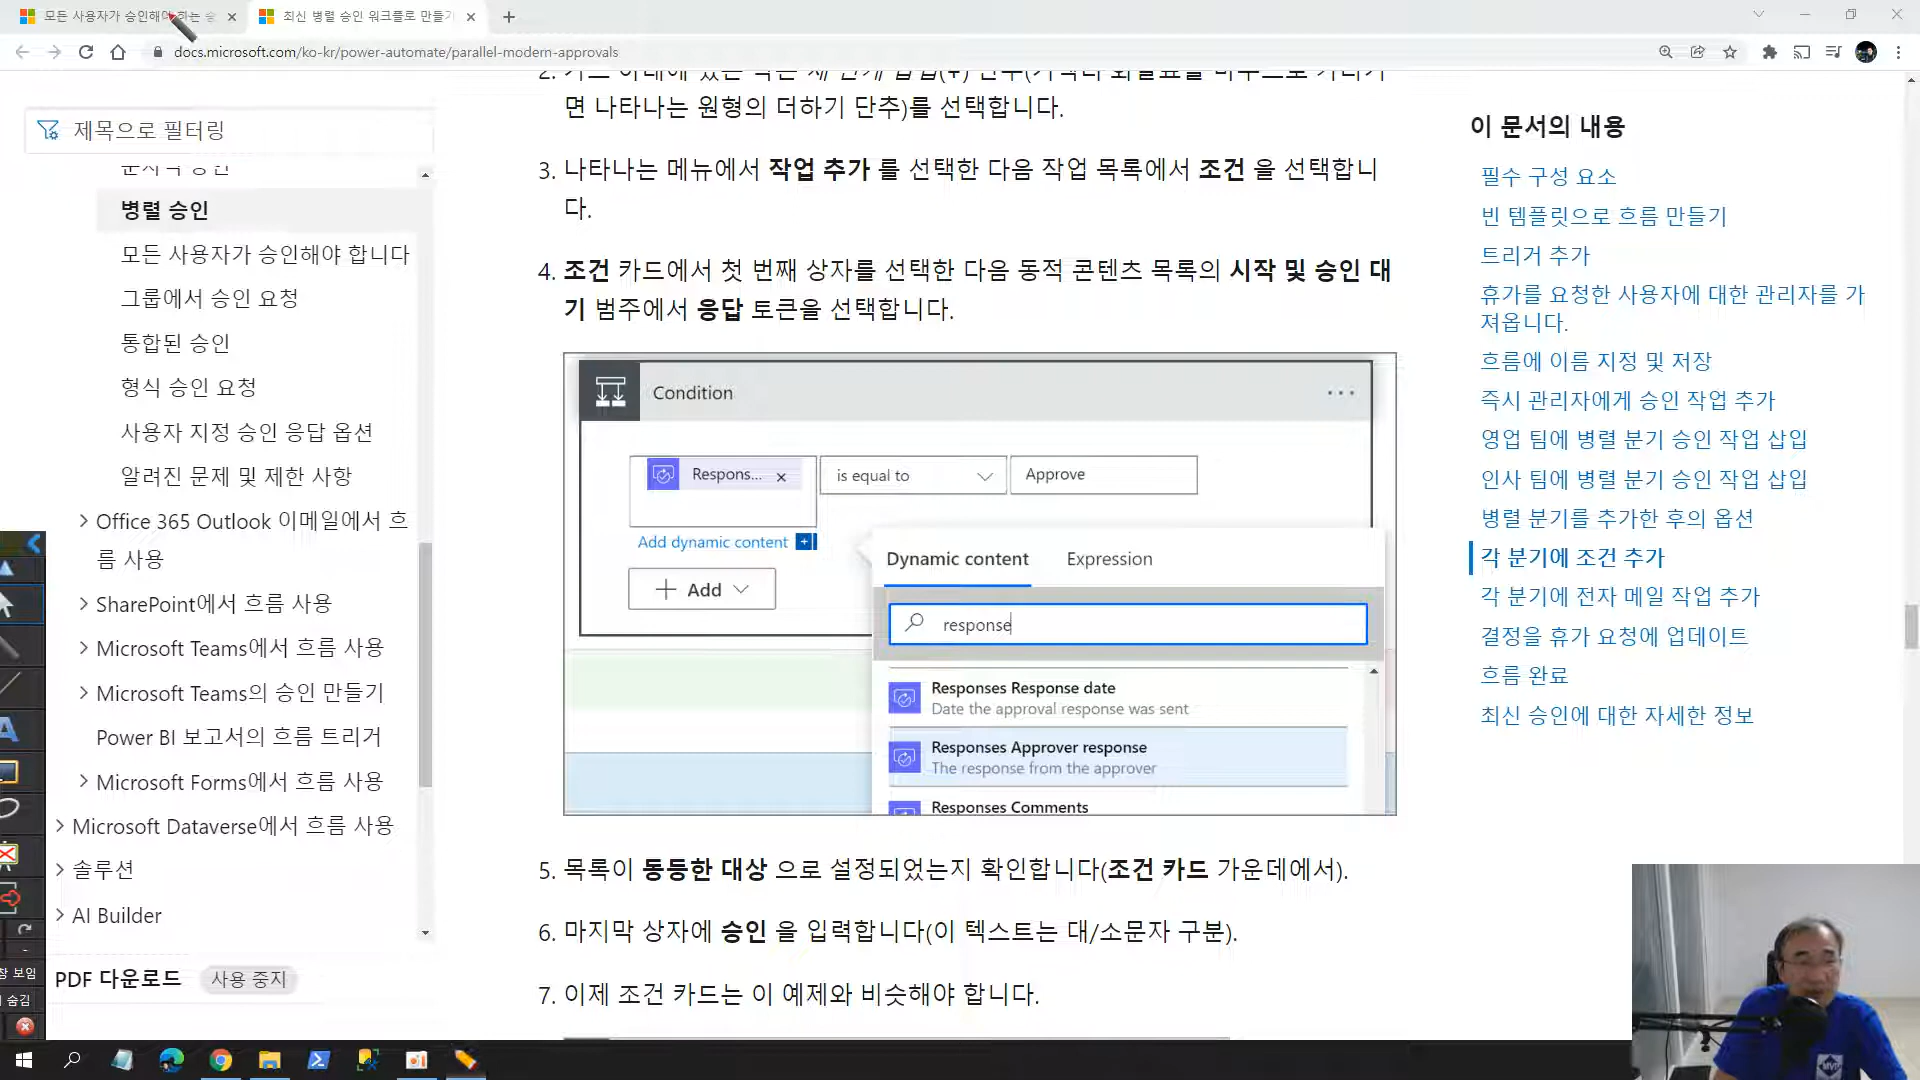 모든 사용자가 승인해야 하는 승
최신 병렬 승인 워크플로 만들기
docs.microsoft.com/ko-kr/power-automate/parallel-modern-approvals
제목으로 필터링
순차적 승인
병렬 승인
모든 사용자가 승인해야 합니다
그룹에서 승인 요청
통합된 승인
형식 승인 요청
사용자 지정 승인 응답 옵션
알려진 문제 및 제한 사항
Office 365 Outlook 이메일에서 흐
름 사용
SharePoint에서 흐름 사용
Microsoft Teams에서 흐름 사용
Microsoft Teams의 승인 만들기
Power BI 보고서의 흐름 트리거
Microsoft Forms에서 흐름 사용
Microsoft Dataverse에서 흐름 사용
솔루션
AI Builder
PDF 다운로드
사용 중지
면 나타나는 원형의 더하기 단추)를 선택합니다.
3. 나타나는 메뉴에서 작업 추가 를 선택한 다음 작업 목록에서 조건 을 선택합니
다.
4. 조건 카드에서 첫 번째 상자를 선택한 다음 동적 콘텐츠 목록의 시작 및 승인 대
기 범주에서 응답 토큰을 선택합니다.
Condition
Respons...
is equal to
Approve
Add dynamic content
Add
Dynamic content
Expression
response
Responses Response date
Date the approval response was sent
Responses Approver response
The response from the approver
Responses Comments
5. 목록이 동등한 대상 으로 설정되었는지 확인합니다(조건 카드 가운데에서).
6. 마지막 상자에 승인 을 입력합니다(이 텍스트는 대/소문자 구분).
7. 이제 조건 카드는 이 예제와 비슷해야 합니다.
이 문서의 내용
필수 구성 요소
빈 템플릿으로 흐름 만들기
트리거 추가
휴가를 요청한 사용자에 대한 관리자를 가
져옵니다.
흐름에 이름 지정 및 저장
즉시 관리자에게 승인 작업 추가
영업 팀에 병렬 분기 승인 작업 삽입
인사 팀에 병렬 분기 승인 작업 삽입
병렬 분기를 추가한 후의 옵션
각 분기에 조건 추가
각 분기에 전자 메일 작업 추가
결정을 휴가 요청에 업데이트
흐름 완료
최신 승인에 대한 자세한 정보
창 보임
숨김